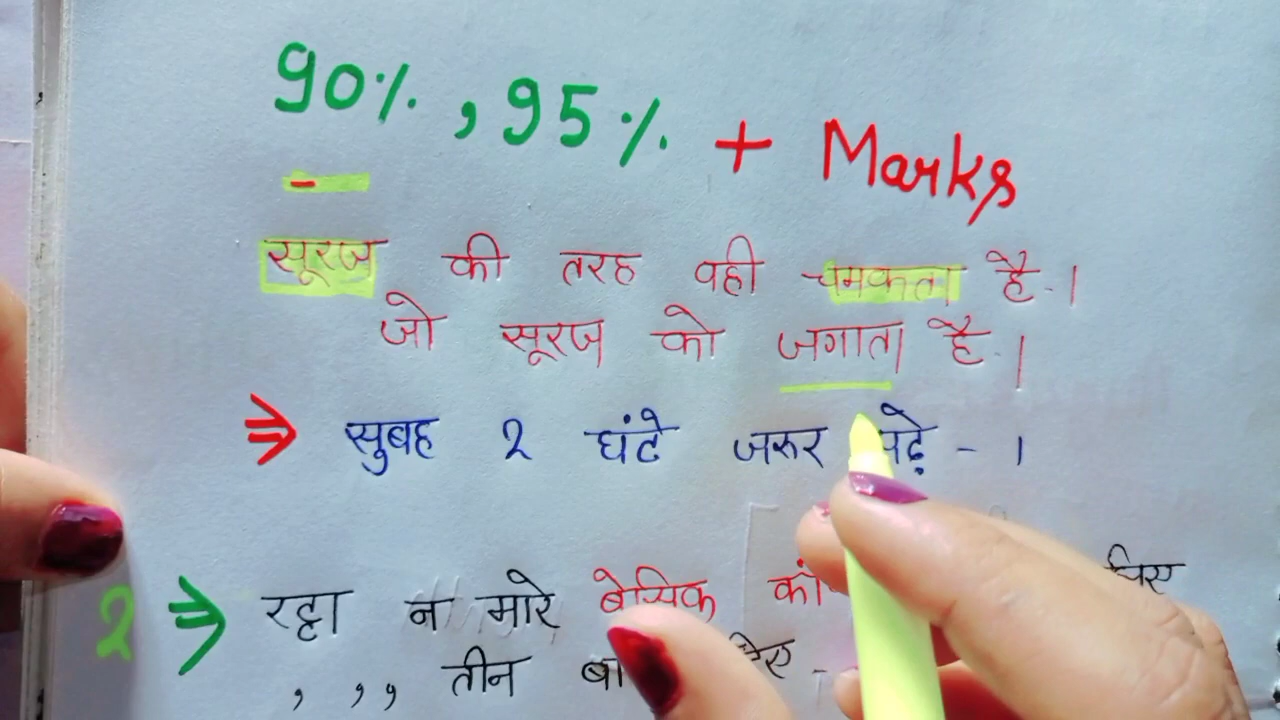 90%, 95% + Marks
सूरज की तरह वही चमकता है।
जो सूरज को जगाता है।
⇒ सुबह 2 घंटे जरुर पढ़े - ।
2 ⇒ रट्टा न मारे बेसिक
, , , तीन